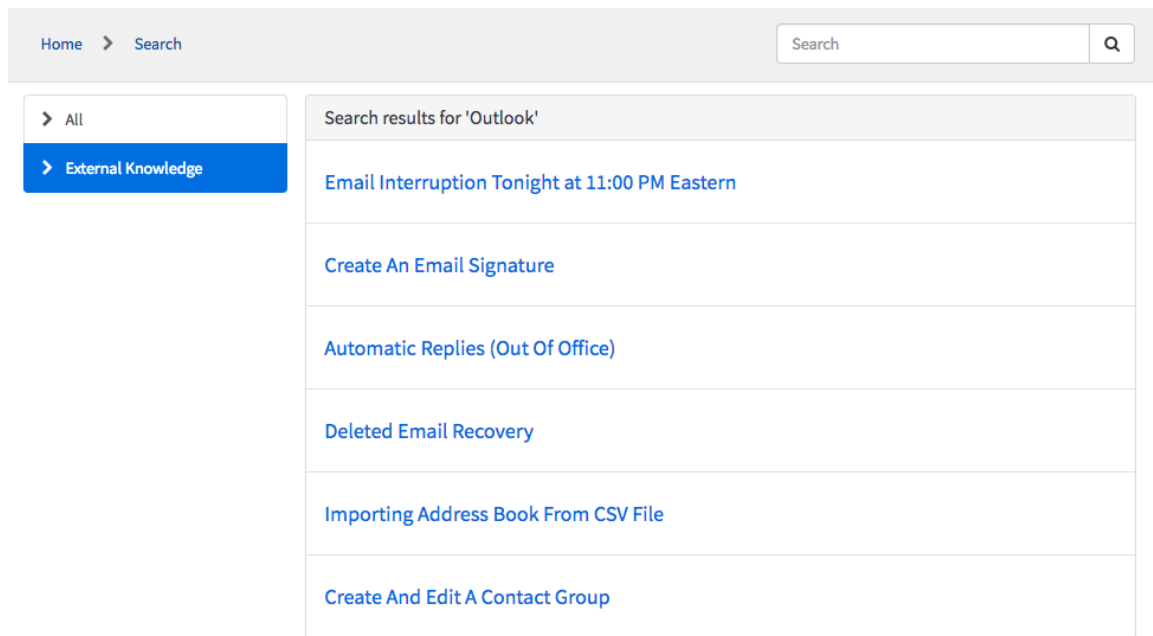 Home Search
Search
All
External Knowledge
Search results for 'Outlook'
Email Interruption Tonight at 11:00 PM Eastern
Create An Email Signature
Automatic Replies (Out Of Office)
Deleted Email Recovery
Importing Address Book From CSV File
Create And Edit A Contact Group